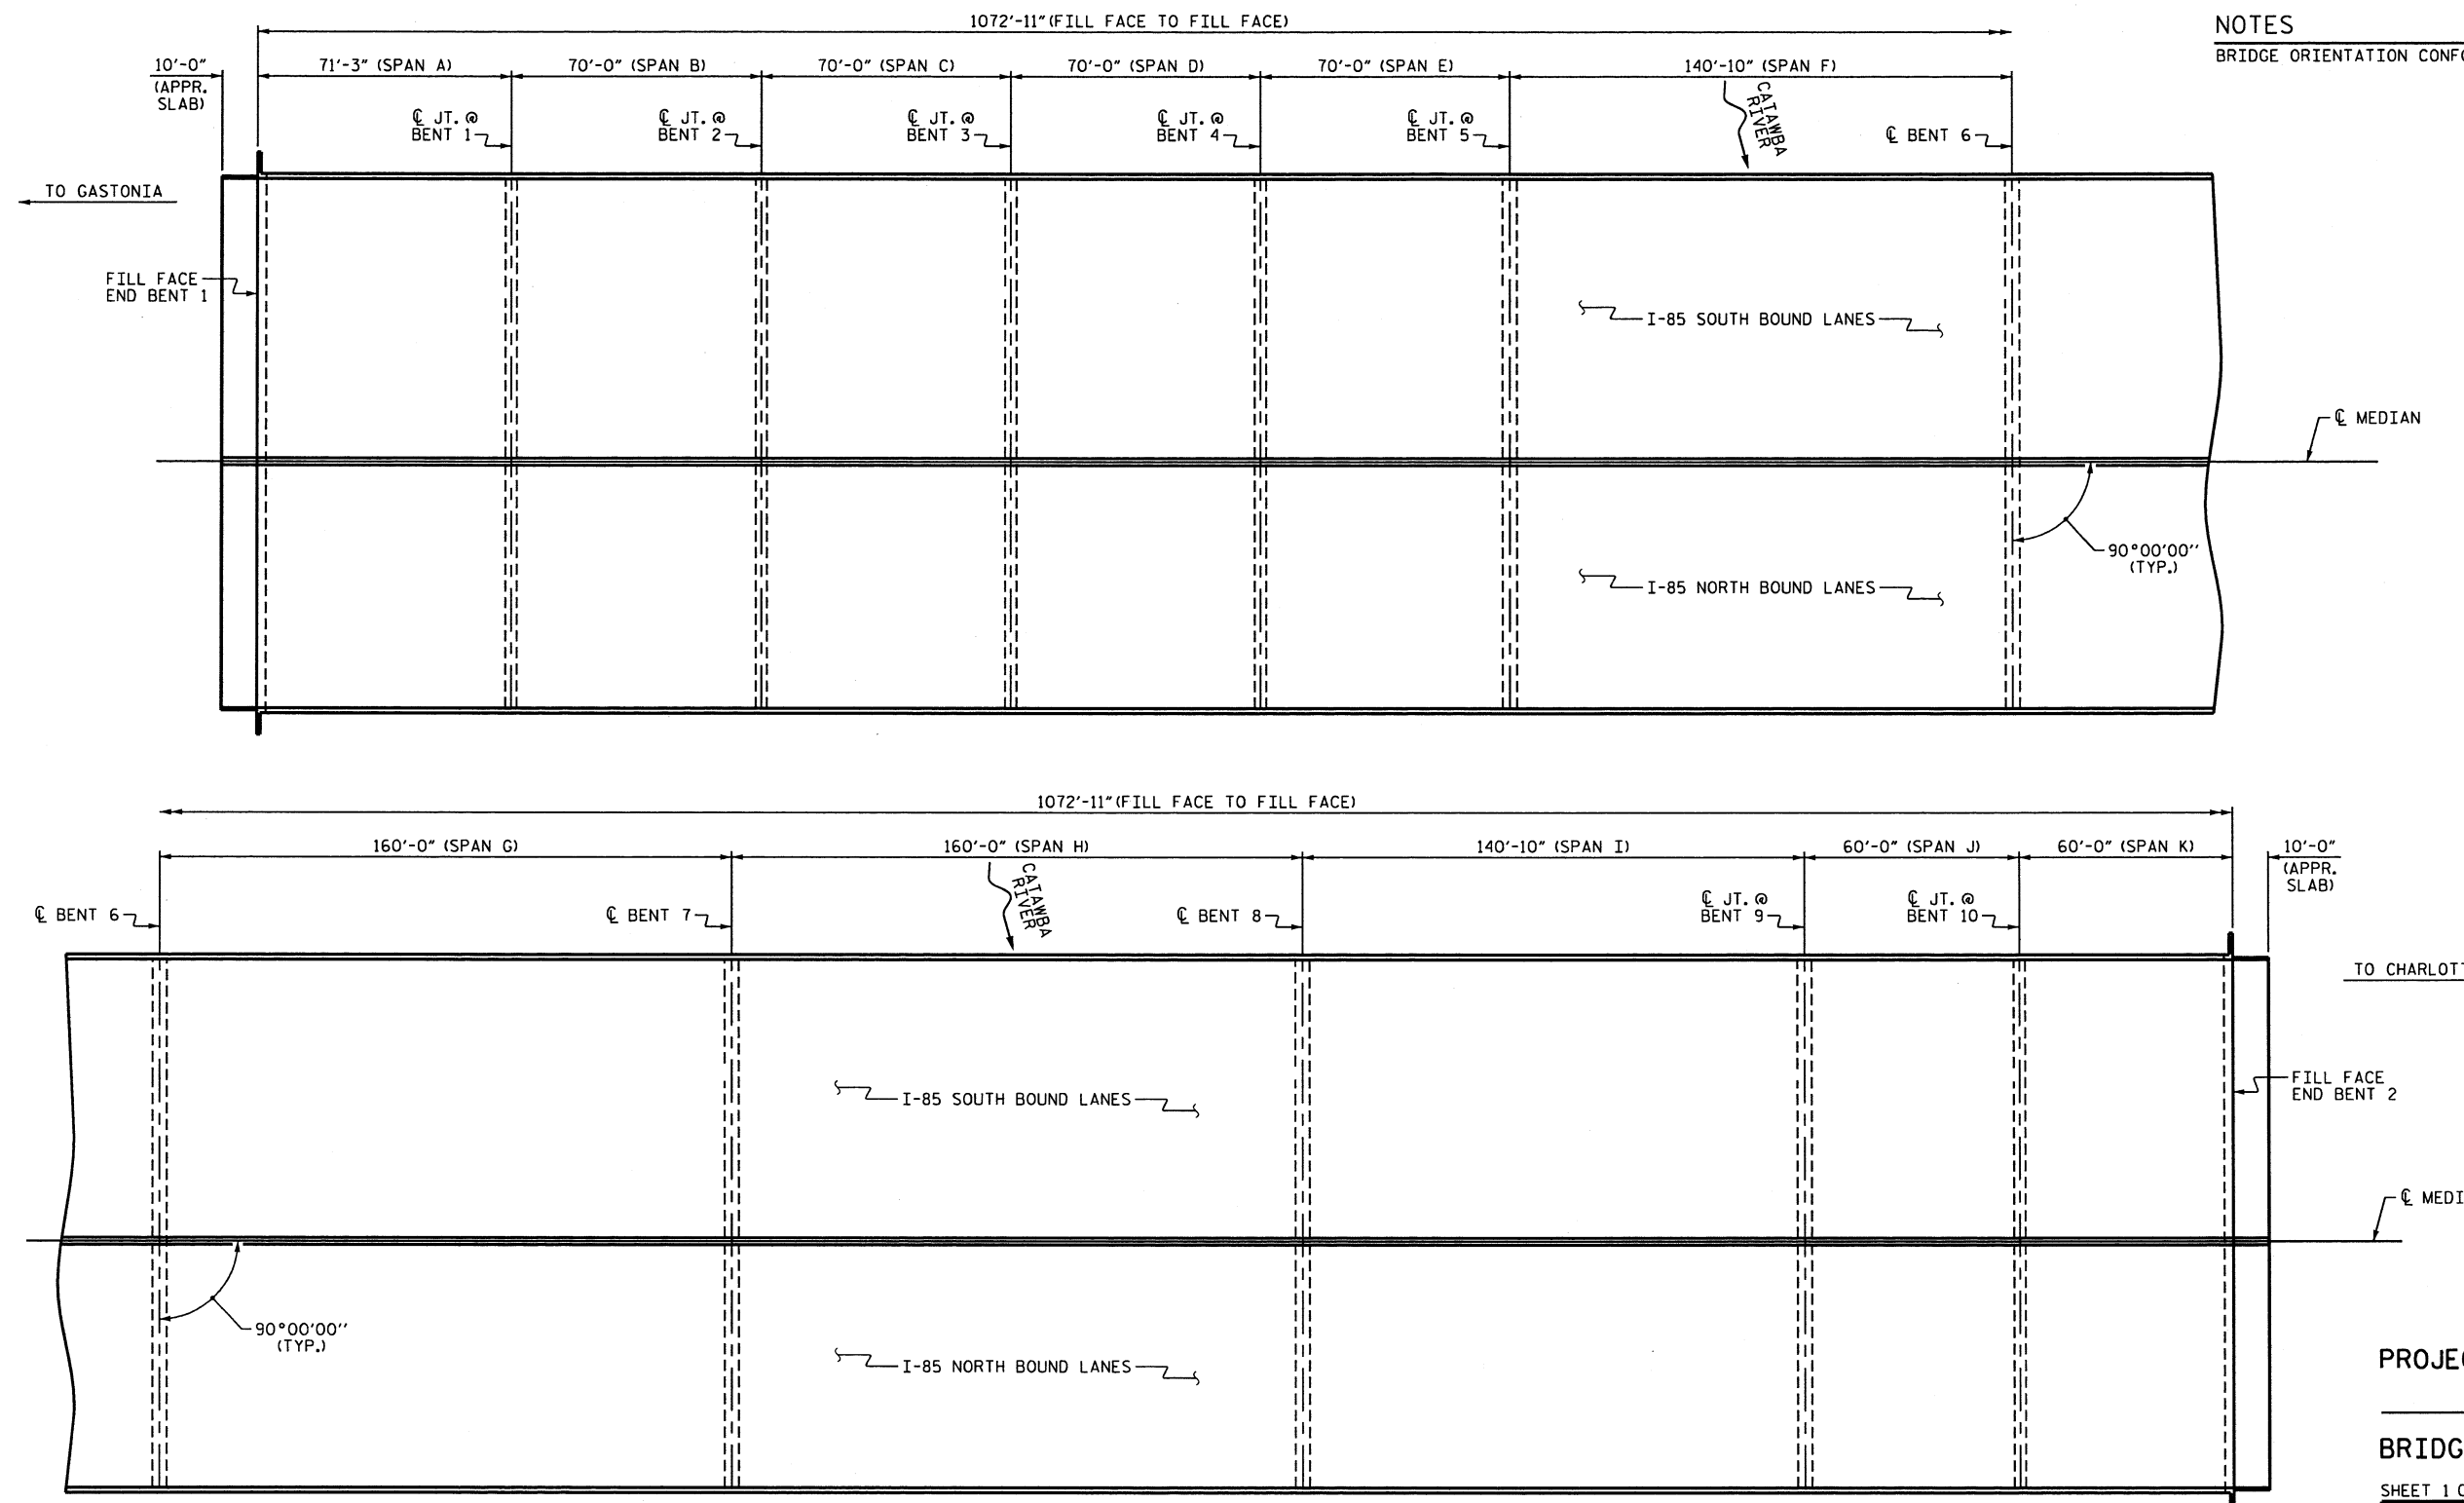 1072'-11" (FILL FACE TO FILL FACE)
NOTES
10'-0"
(APPR.
SLAB)
71'-3" (SPAN A)
70'-0" (SPAN B)
70'-0" (SPAN C)
70'-0" (SPAN D)
70'-0" (SPAN E)
140'-10" (SPAN F)
BRIDGE ORIENTATION
℄ JT. @
BENT 1
℄ JT. @
BENT 2
℄ JT. @
BENT 3
℄ JT. @
BENT 4
℄ JT. @
BENT 5
CATAWBA
RIVER
℄ BENT 6
TO GASTONIA
FILL FACE
END BENT 1
I-85 SOUTH BOUND LANES
℄ MEDIAN
90°00'00''
(TYP.)
I-85 NORTH BOUND LANES
1072'-11" (FILL FACE TO FILL FACE)
160'-0" (SPAN G)
160'-0" (SPAN H)
140'-10" (SPAN I)
60'-0" (SPAN J)
60'-0" (SPAN K)
10'-0"
(APPR.
SLAB)
℄ BENT 6
℄ BENT 7
CATAWBA
RIVER
℄ BENT 8
℄ JT. @
BENT 9
℄ JT. @
BENT 10
TO CHARLOTT
I-85 SOUTH BOUND LANES
FILL FACE
END BENT 2
℄ MEDI
90°00'00''
(TYP.)
I-85 NORTH BOUND LANES
PROJE
BRIDG
SHEET 1